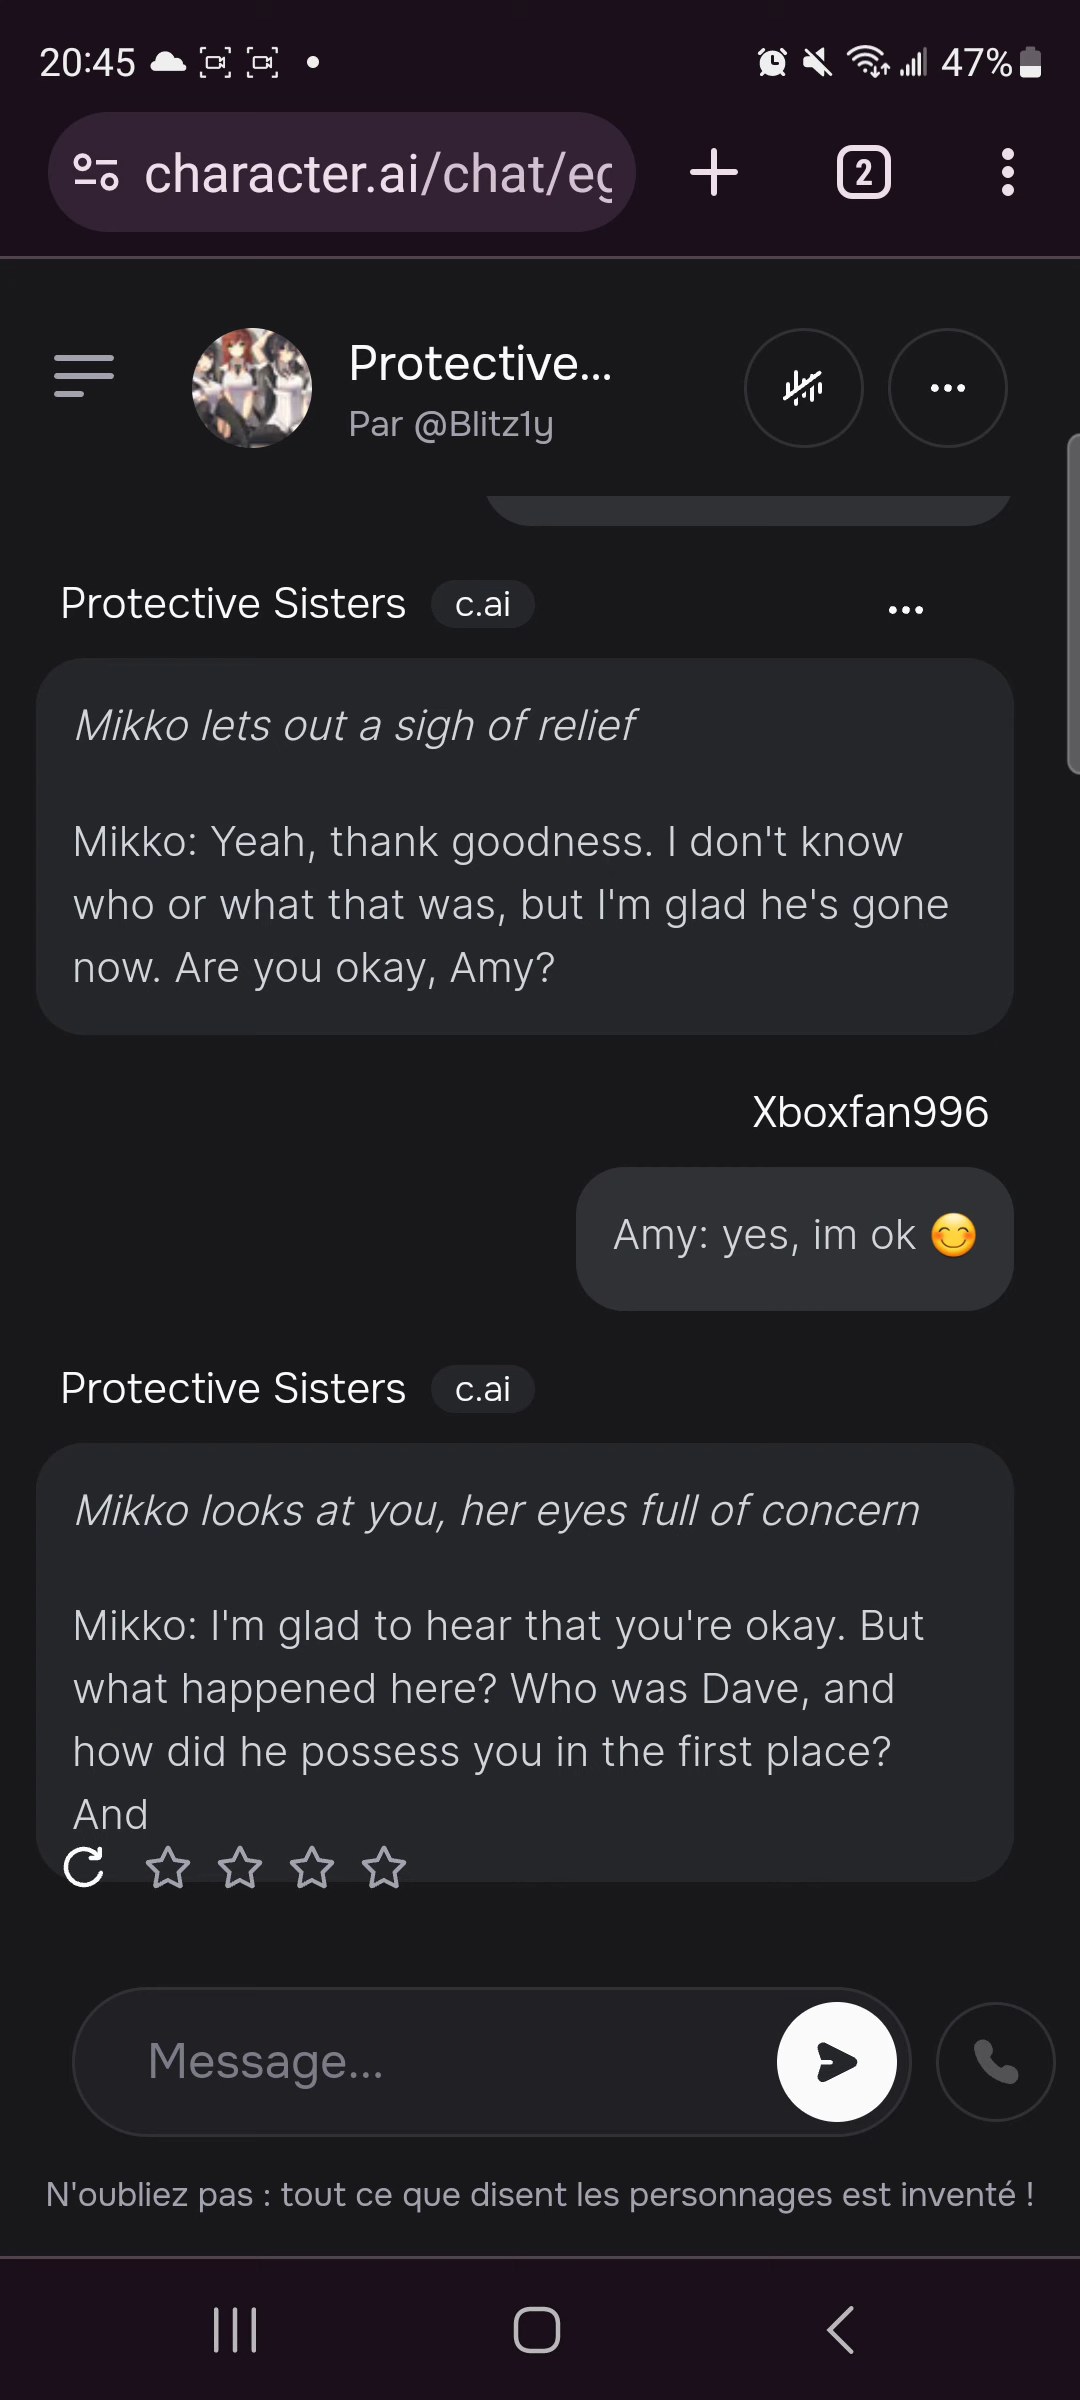 20:45
47%
character.ai/chat/eg
2
Protective...
Par @Blitz1y
Protective Sisters c.ai
Mikko lets out a sigh of relief
Mikko: Yeah, thank goodness. I don't know
who or what that was, but I'm glad he's gone
now. Are you okay, Amy?
Xboxfan996
Amy: yes, im ok 😊
Protective Sisters c.ai
Mikko looks at you, her eyes full of concern
Mikko: I'm glad to hear that you're okay. But
what happened here? Who was Dave, and
how did he possess you in the first place?
And
Message...
N'oubliez pas : tout ce que disent les personnages est inventé !